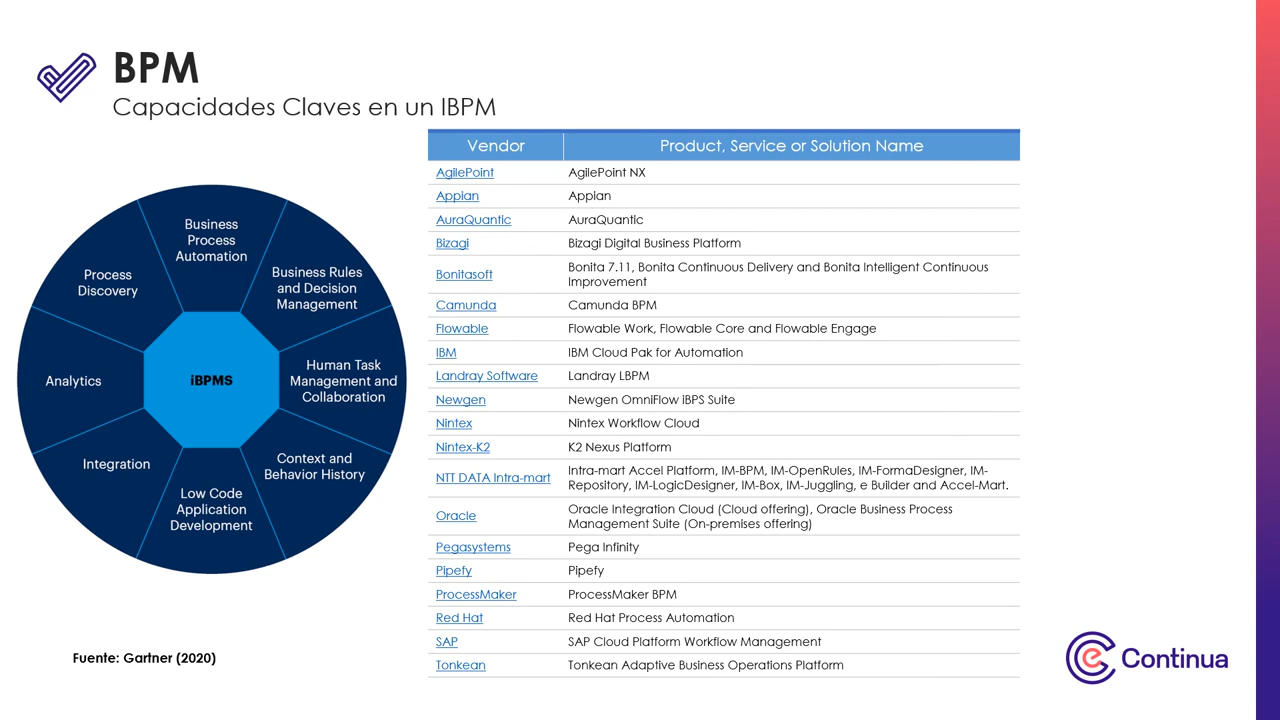 BPM
Capacidades Claves en un IBPM
Business
Process
Automation
Business Rules
and Decision
Management
Human Task
Management and
Collaboration
Context and
Behavior History
Low Code
Application
Development
Integration
Analytics
Process
Discovery
iBPMS
Vendor Product, Service or Solution Name
AgilePoint AgilePoint NX
Appian Appian
AuraQuantic AuraQuantic
Bizagi Bizagi Digital Business Platform
Bonitasoft Bonita 7.11, Bonita Continuous Delivery and Bonita Intelligent Continuous
Improvement
Camunda Camunda BPM
Flowable Flowable Work, Flowable Core and Flowable Engage
IBM IBM Cloud Pak for Automation
Landray Software Landray LBPM
Newgen Newgen OmniFlow iBPS Suite
Nintex Nintex Workflow Cloud
Nintex-K2 K2 Nexus Platform
NTT DATA Intra-mart Intra-mart Accel Platform, IM-BPM, IM-OpenRules, IM-FormaDesigner, IM-
Repository, IM-LogicDesigner, IM-Box, IM-Juggling, e Builder and Accel-Mart.
Oracle Oracle Integration Cloud (Cloud offering), Oracle Business Process
Management Suite (On-premises offering)
Pegasystems Pega Infinity
Pipefy Pipefy
ProcessMaker ProcessMaker BPM
Red Hat Red Hat Process Automation
SAP SAP Cloud Platform Workflow Management
Tonkean Tonkean Adaptive Business Operations Platform
Fuente: Gartner (2020)
e Continua